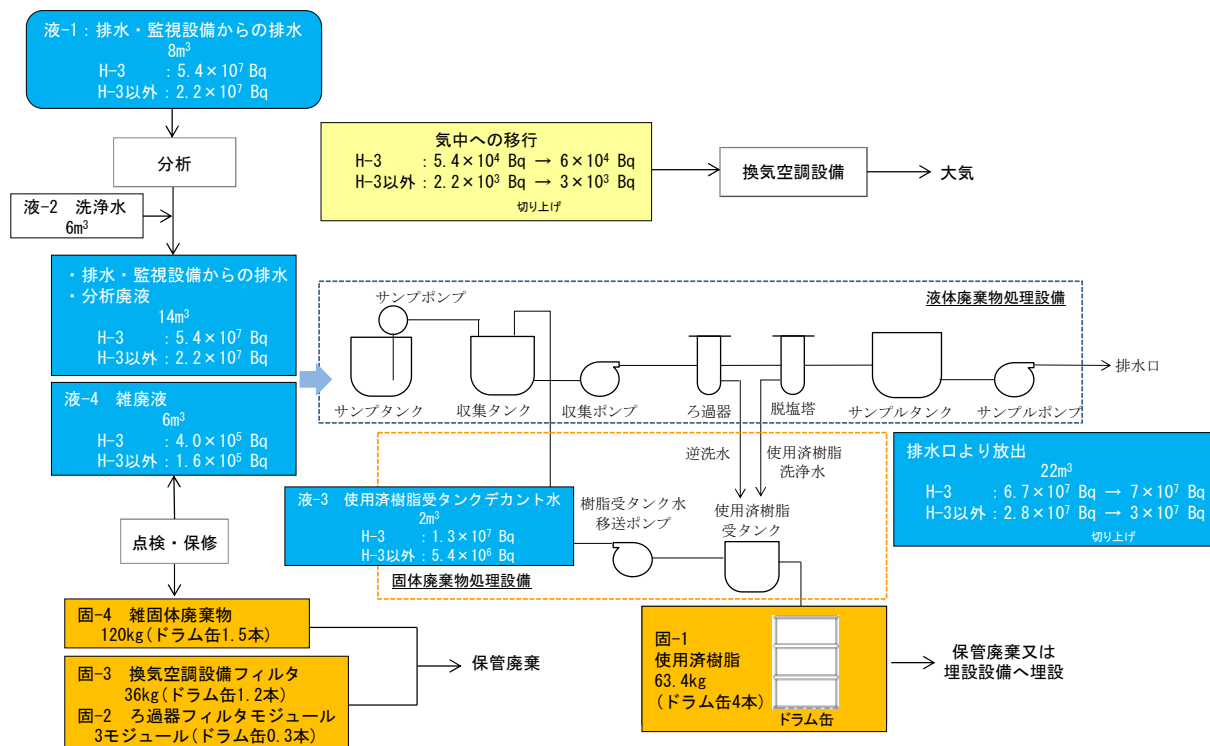 液-1：排水・監視設備からの排水
8m³
H-3 ：5.4×10⁷ Bq
H-3以外：2.2×10⁷ Bq
分析
液-2 洗浄水
6m³
気中への移行
H-3 ：5.4×10⁴ Bq → 6×10⁴ Bq
H-3以外：2.2×10³ Bq → 3×10³ Bq
切り上げ
換気空調設備
大気
・排水・監視設備からの排水
・分析廃液
14m³
H-3 ：5.4×10⁷ Bq
H-3以外：2.2×10⁷ Bq
液-4 雑廃液
6m³
H-3 ：4.0×10⁵ Bq
H-3以外：1.6×10⁵ Bq
液体廃棄物処理設備
サンプポンプ
サンプタンク
収集タンク
収集ポンプ
ろ過器
脱塩塔
サンプルタンク
サンプルポンプ
排水口
逆洗水
使用済樹脂
洗浄水
液-3 使用済樹脂受タンクデカント水
2m³
H-3 ：1.3×10⁷ Bq
H-3以外：5.4×10⁶ Bq
樹脂受タンク水
移送ポンプ
使用済樹脂
受タンク
固体廃棄物処理設備
排水口より放出
22m³
H-3 ：6.7×10⁷ Bq → 7×10⁷ Bq
H-3以外：2.8×10⁷ Bq → 3×10⁷ Bq
切り上げ
点検・保修
固-4 雑固体廃棄物
120kg(ドラム缶1.5本)
固-3 換気空調設備フィルタ
36kg(ドラム缶1.2本)
固-2 ろ過器フィルタモジュール
3モジュール(ドラム缶0.3本)
保管廃棄
固-1
使用済樹脂
63.4kg
(ドラム缶4本)
ドラム缶
保管廃棄又は
埋設設備へ埋設